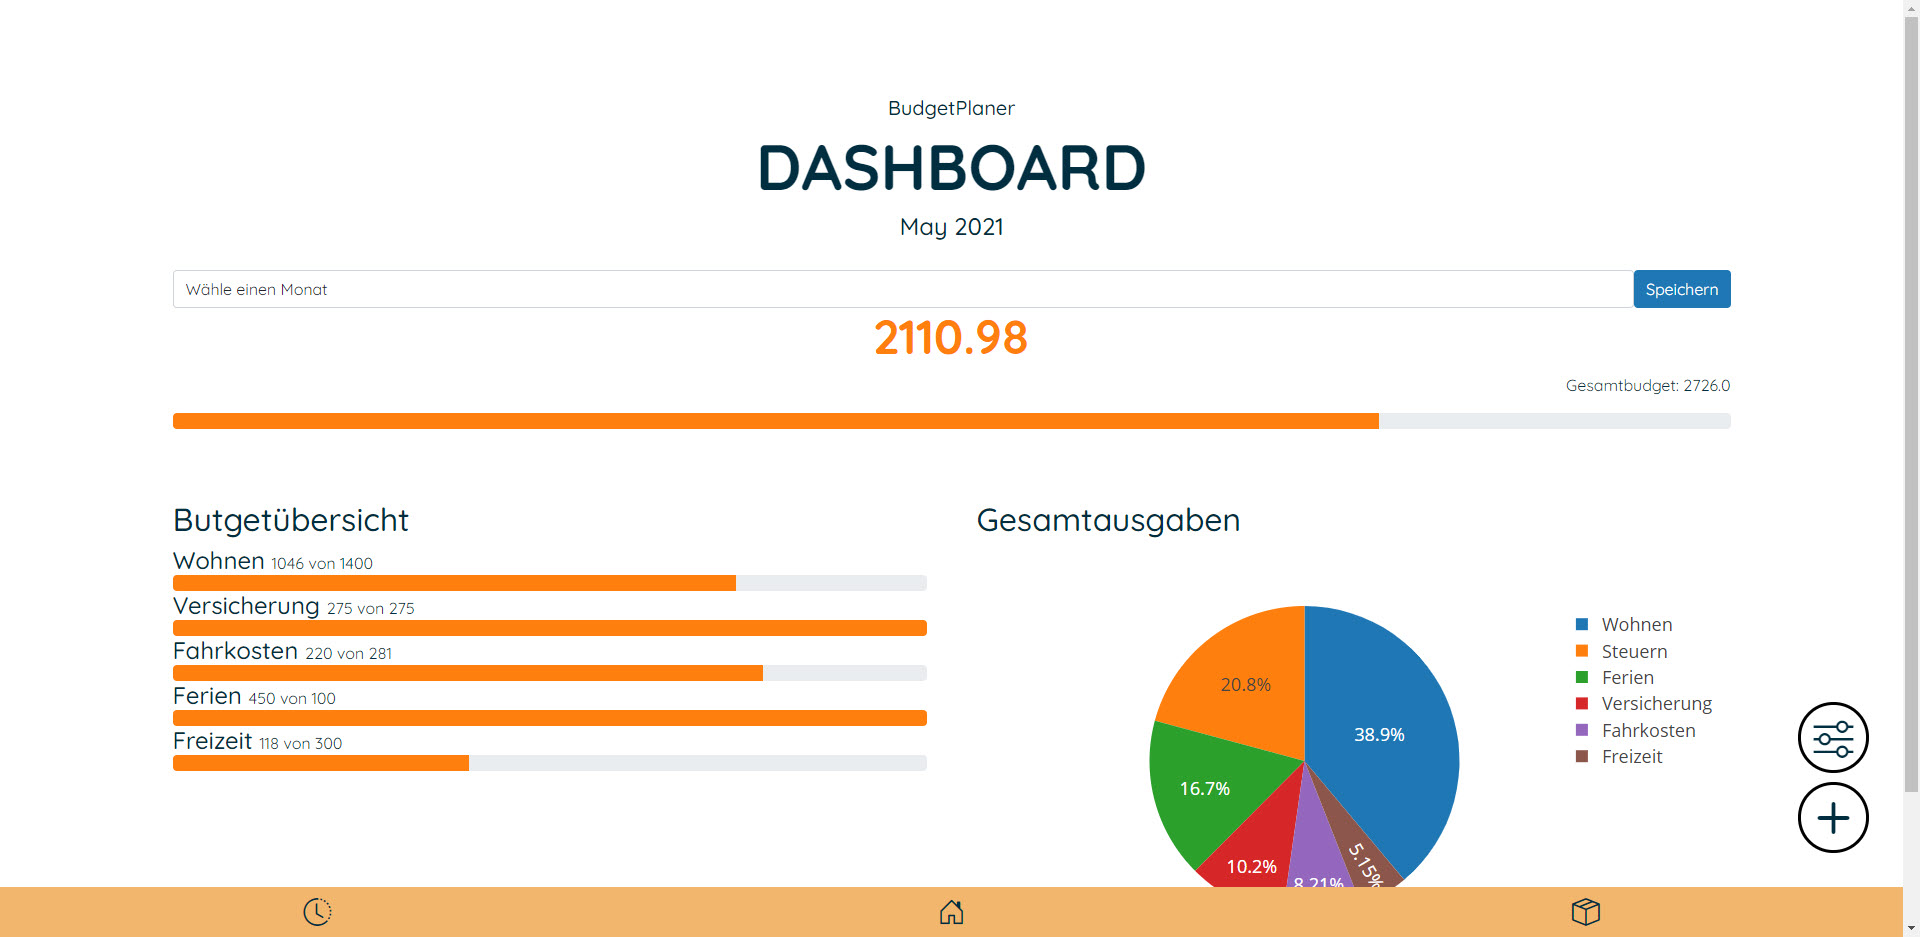 BudgetPlaner
DASHBOARD
May 2021
Wähle einen Monat
Speichern
2110.98
Gesamtbudget: 2726.0
Butgetübersicht
Wohnen 1046 von 1400
Versicherung 275 von 275
Fahrkosten 220 von 281
Ferien 450 von 100
Freizeit 118 von 300
Gesamtausgaben
20.8%
38.9%
16.7%
10.2%
8.21%
5.15%
Wohnen
Steuern
Ferien
Versicherung
Fahrkosten
Freizeit